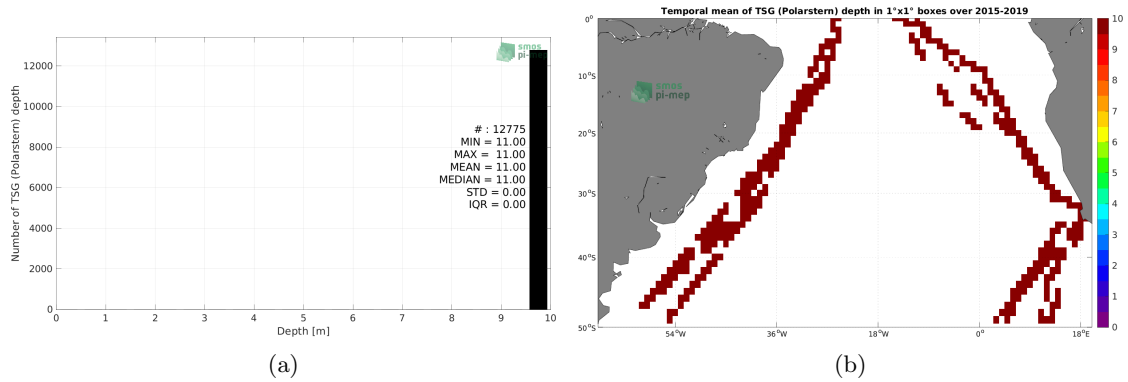 smos
pi-mep
Number of TSG (Polarstern) depth
12000
10000
8000
6000
4000
2000
0
# : 12775
MIN = 11.00
MAX = 11.00
MEAN = 11.00
MEDIAN = 11.00
STD = 0.00
IQR = 0.00
0 1 2 3 4 5 6 7 8 9 10
Depth [m]
(a)
Temporal mean of TSG (Polarstern) depth in 1°x1° boxes over 2015-2019
smos
pi-mep
0°
10°S
20°S
30°S
40°S
50°S
54°W 36°W 18°W 0° 18°E
10
9
8
7
6
5
4
3
2
1
0
(b)